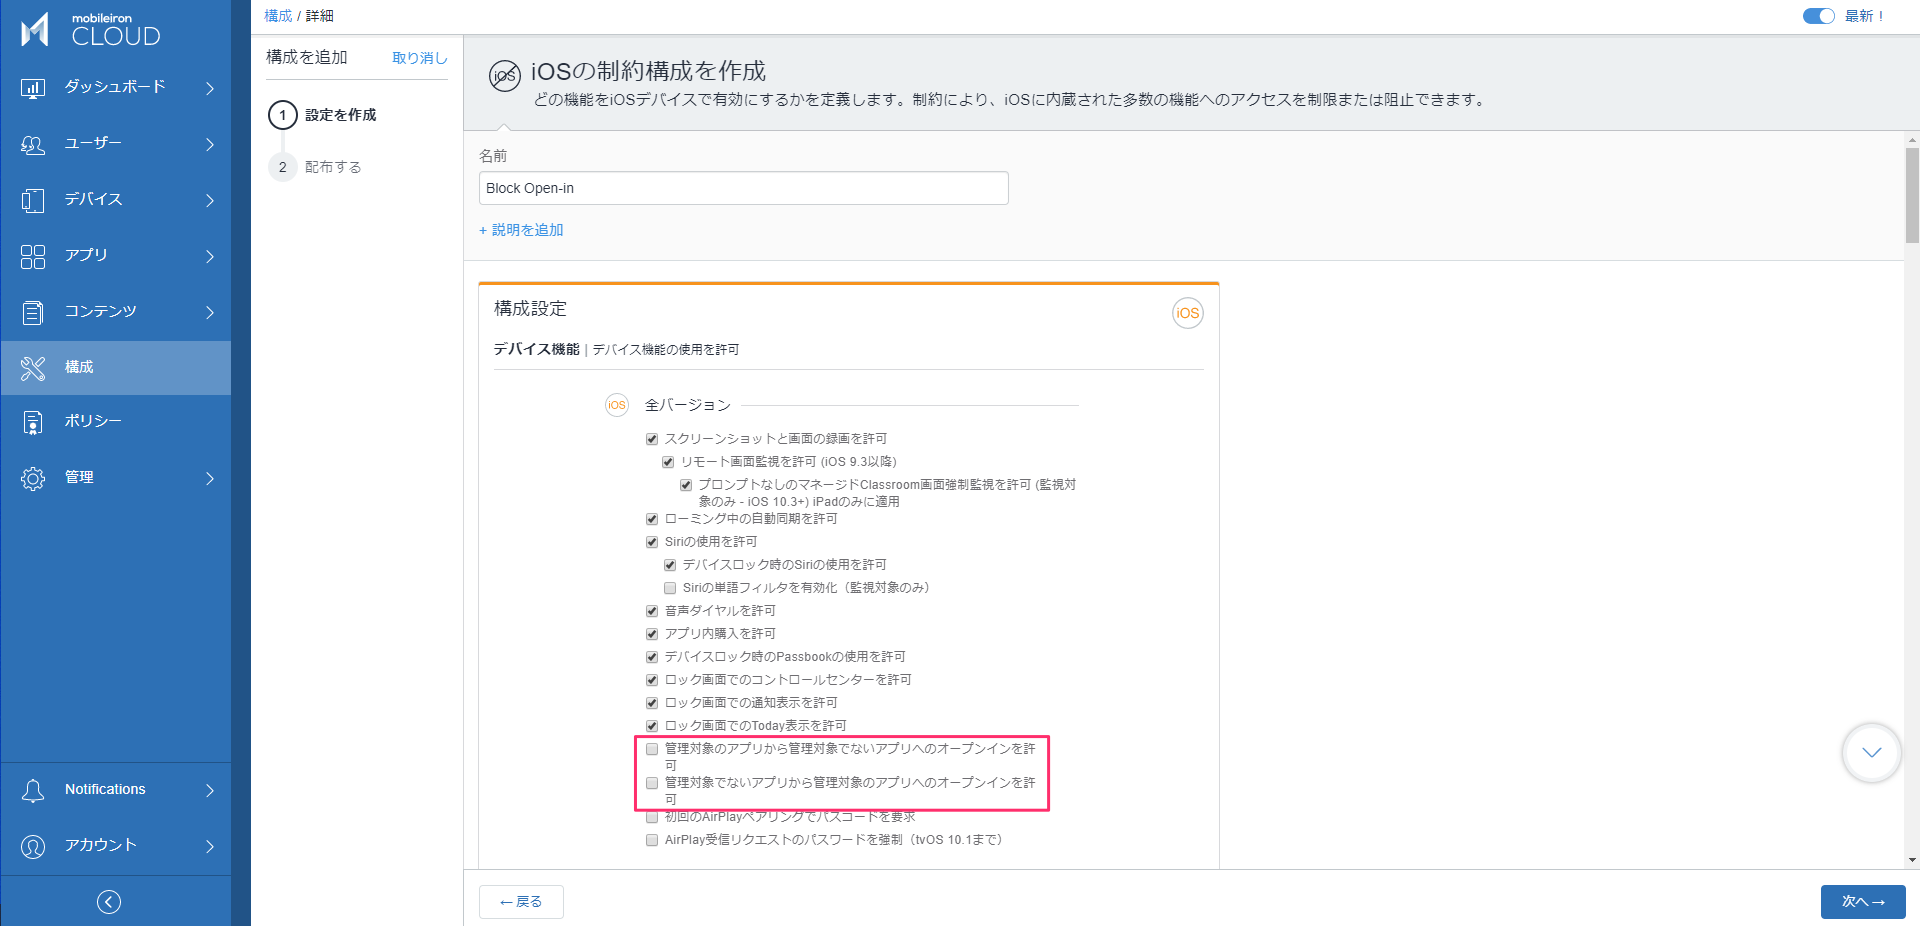 mobileiron
CLOUD
ダッシュボード
ユーザー
デバイス
アプリ
コンテンツ
構成
ポリシー
管理
Notifications
アカウント
構成 / 詳細
最新！
構成を追加
取り消し
1 設定を作成
2 配布する
iOS
iOSの制約構成を作成
どの機能をiOSデバイスで有効にするかを定義します。制約により、iOSに内蔵された多数の機能へのアクセスを制限または阻止できます。
名前
Block Open-in
+ 説明を追加
構成設定
iOS
デバイス機能 | デバイス機能の使用を許可
iOS
全バージョン
スクリーンショットと画面の録画を許可
リモート画面監視を許可 (iOS 9.3以降)
プロンプトなしのマネージドClassroom画面強制監視を許可 (監視対
象のみ - iOS 10.3+) iPadのみに適用
ローミング中の自動同期を許可
Siriの使用を許可
デバイスロック時のSiriの使用を許可
Siriの単語フィルタを有効化（監視対象のみ）
音声ダイヤルを許可
アプリ内購入を許可
デバイスロック時のPassbookの使用を許可
ロック画面でのコントロールセンターを許可
ロック画面での通知表示を許可
ロック画面でのToday表示を許可
管理対象のアプリから管理対象でないアプリへのオープンインを許
可
管理対象でないアプリから管理対象のアプリへのオープンインを許
可
初回のAirPlayペアリングでパスコードを要求
AirPlay受信リクエストのパスワードを強制（tvOS 10.1まで）
←戻る
次へ→